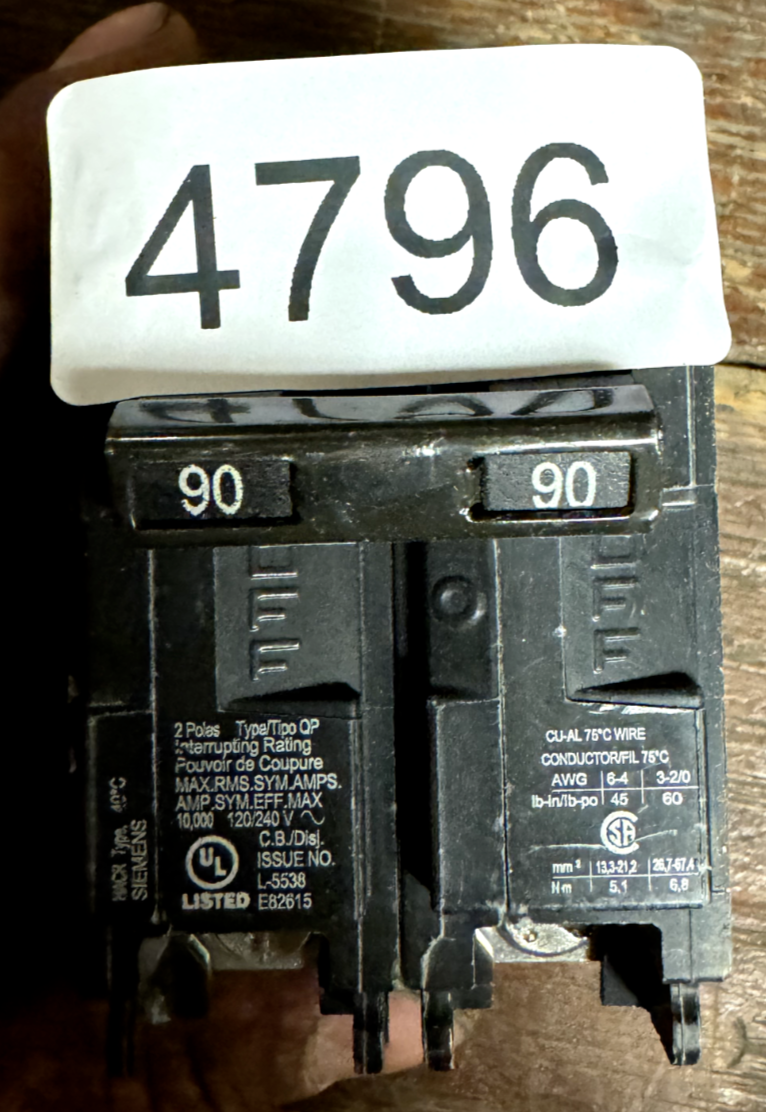 4796
90 90
OFF OFF
2 Poles Type/Tipo QP
Interrupting Rating
Pouvoir de Coupure
MAX.RMS.SYM.AMPS.
AMP.SYM.EFF.MAX
10,000 120/240 V ~
C.B./Disj.
UL
LISTED
ISSUE NO.
L-5538
E82615
HACR Type, 40°C
SIEMENS
CU-AL 75°C WIRE
CONDUCTOR/FIL 75°C
AWG 6-4 3-2/0
lb-in/lb-po 45 60
SA
mm² 13,3-21,2 26,7-67,4
N·m 5,1 6,8